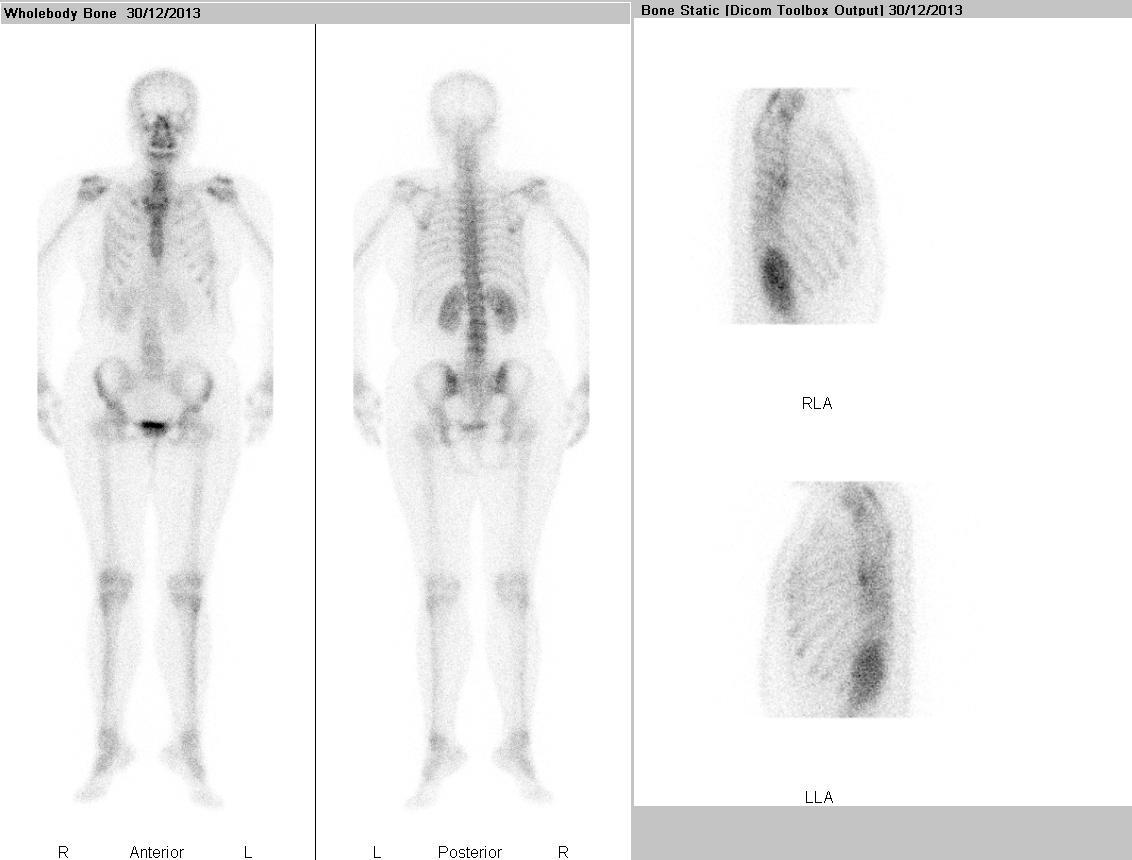 Wholebody Bone 30/12/2013
Bone Static [Dicom Toolbox Output] 30/12/2013
RLA
LLA
R Anterior L
L Posterior R